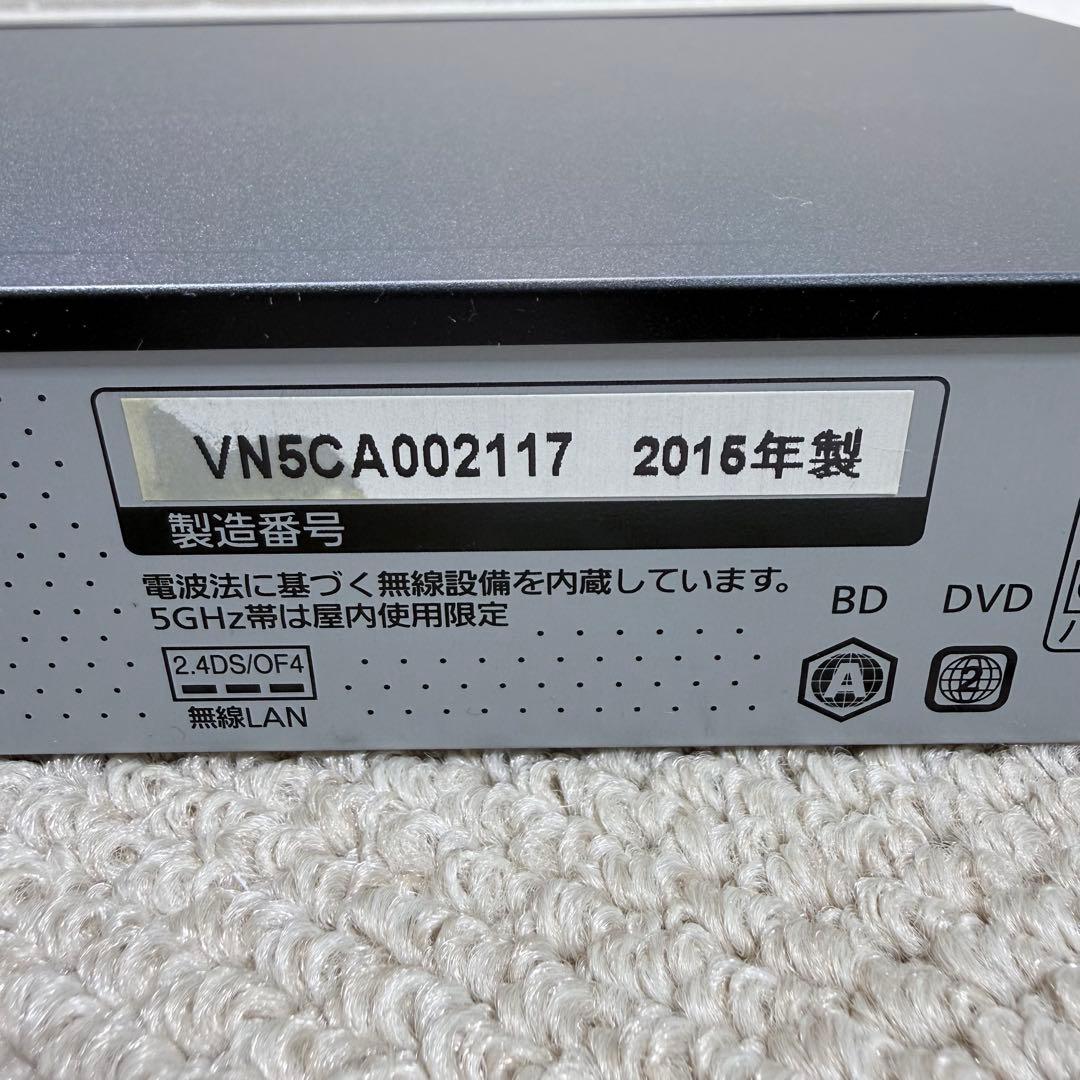 VN5CA002117 2015年製
製造番号
電波法に基づく無線設備を内蔵しています。
5GHz帯は屋内使用限定
BD DVD
2.4DS/OF4
無線LAN
A 2